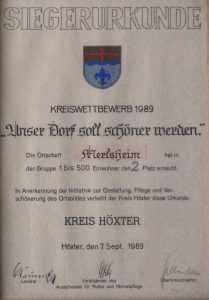 SIEGERURKUNDE
KREISWETTBEWERB 1989
„Unser Dorf soll schöner werden.“
Die Ortschaft Merlsheim hat in
der Gruppe 1 bis 500 Einwohner den 2. Platz erreicht.
In Anerkennung der Initiative zur Gestaltung, Pflege und Ver-
schönerung des Ortsbildes verleiht der Kreis Höxter diese Urkunde.
KREIS HÖXTER
Höxter, den 7. Sept. 1989
Landrat
Vorsitzender des
Ausschusses für Kultur und Heimatpflege
Oberkreisdirektor